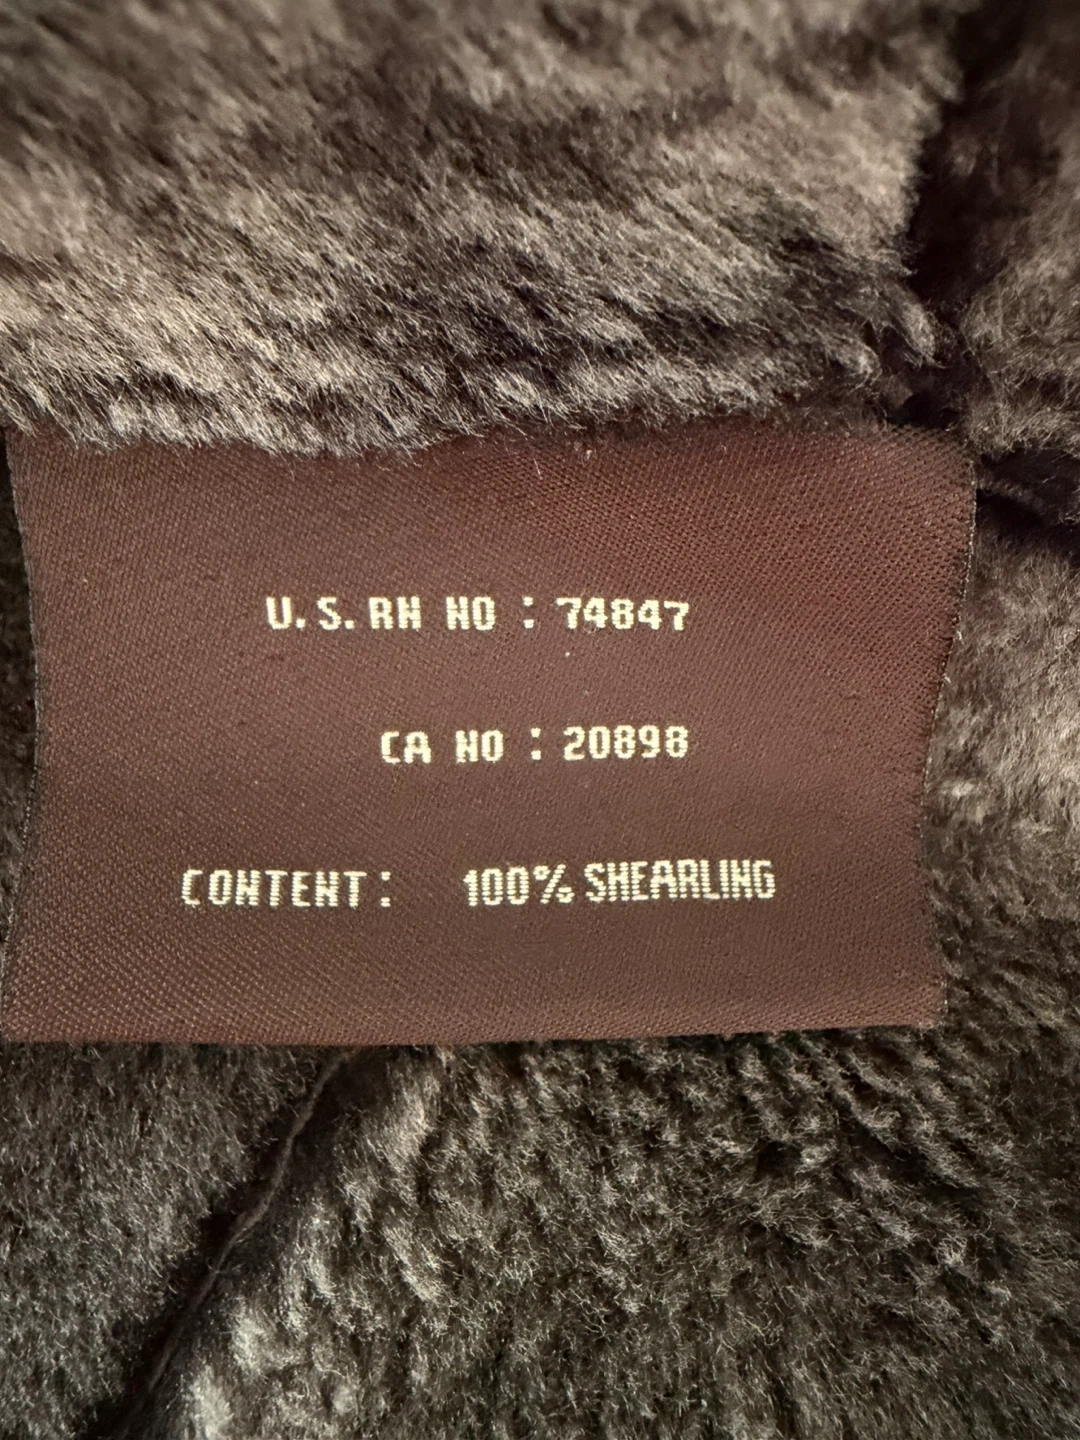 U.S.RN NO : 74847
CA NO : 20898
CONTENT: 100% SHEARLING